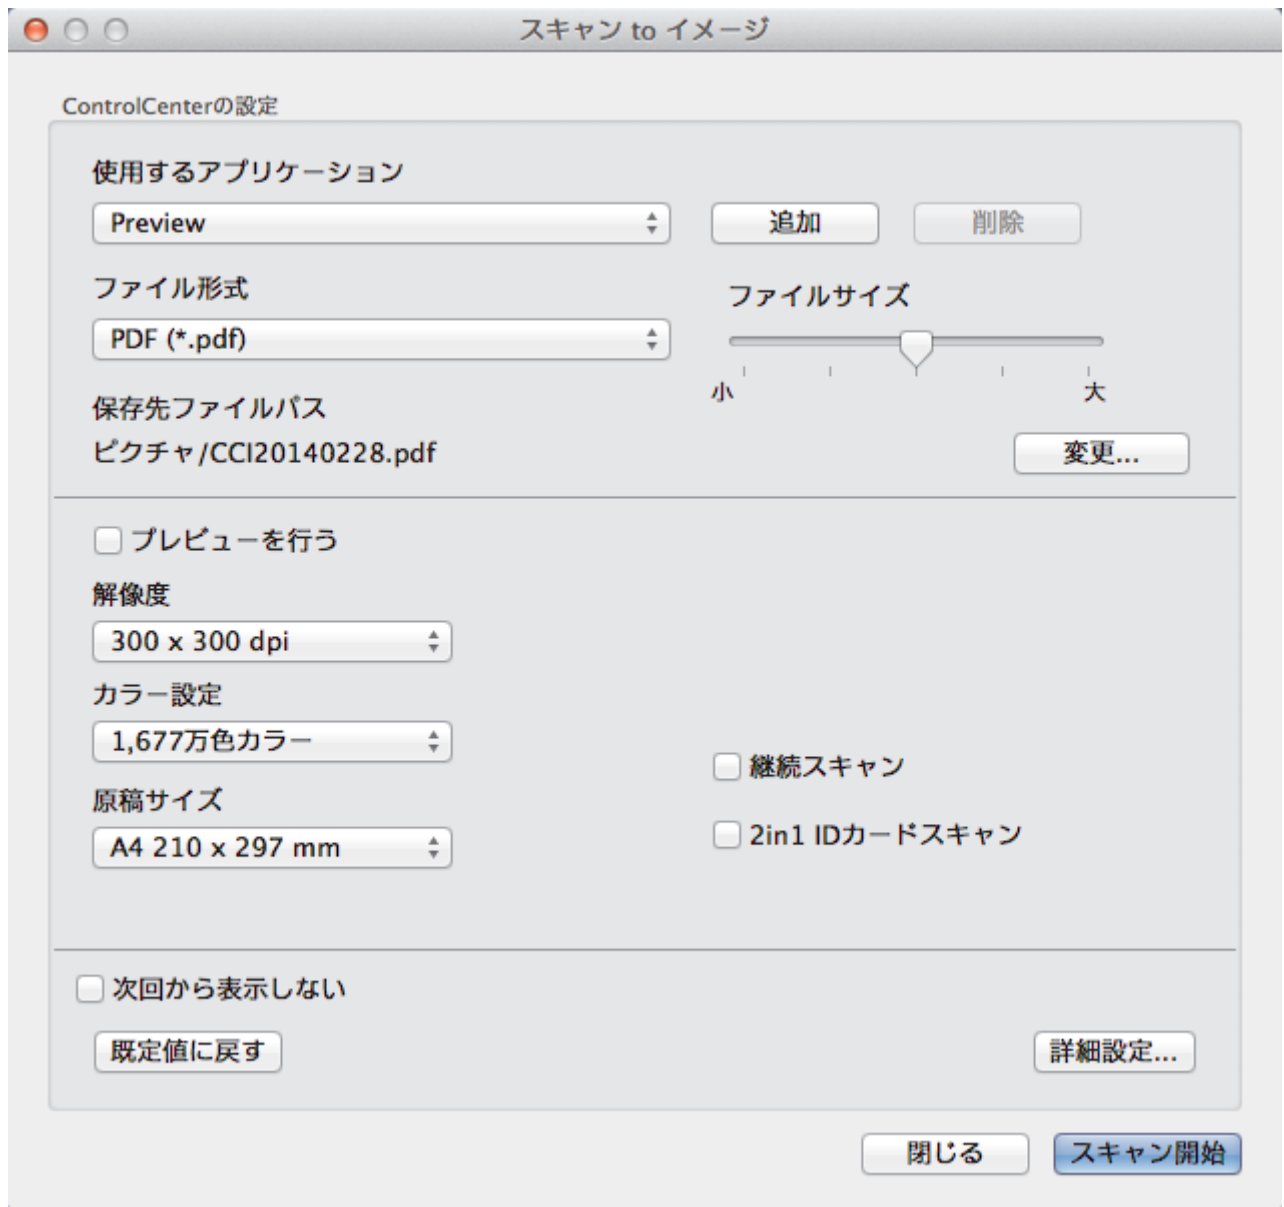 スキャン to イメージ
ControlCenterの設定
使用するアプリケーション
Preview
追加
削除
ファイル形式
ファイルサイズ
PDF (*.pdf)
小
大
保存先ファイルパス
ピクチャ/CCI20140228.pdf
変更...
プレビューを行う
解像度
300 x 300 dpi
カラー設定
1,677万色カラー
継続スキャン
原稿サイズ
2in1 IDカードスキャン
A4 210 x 297 mm
次回から表示しない
既定値に戻す
詳細設定...
閉じる
スキャン開始